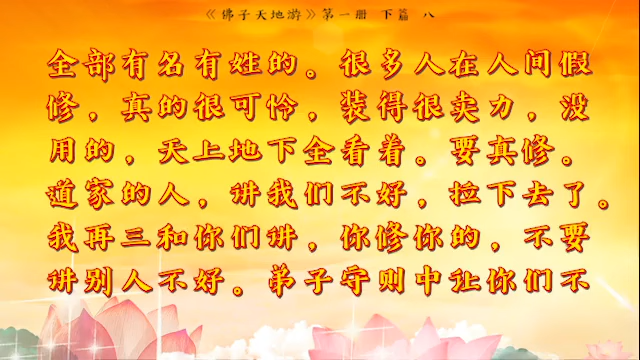 《佛子天地游》第一册 下篇 八
全部有名有姓的。很多人在人间假
修，真的很可怜，装得很卖力，没
用的，天上地下全看着。要真修。
道家的人，讲我们不好，拉下去了。
我再三和你们讲，你修你的，不要
讲别人不好。弟子守则中让你们不